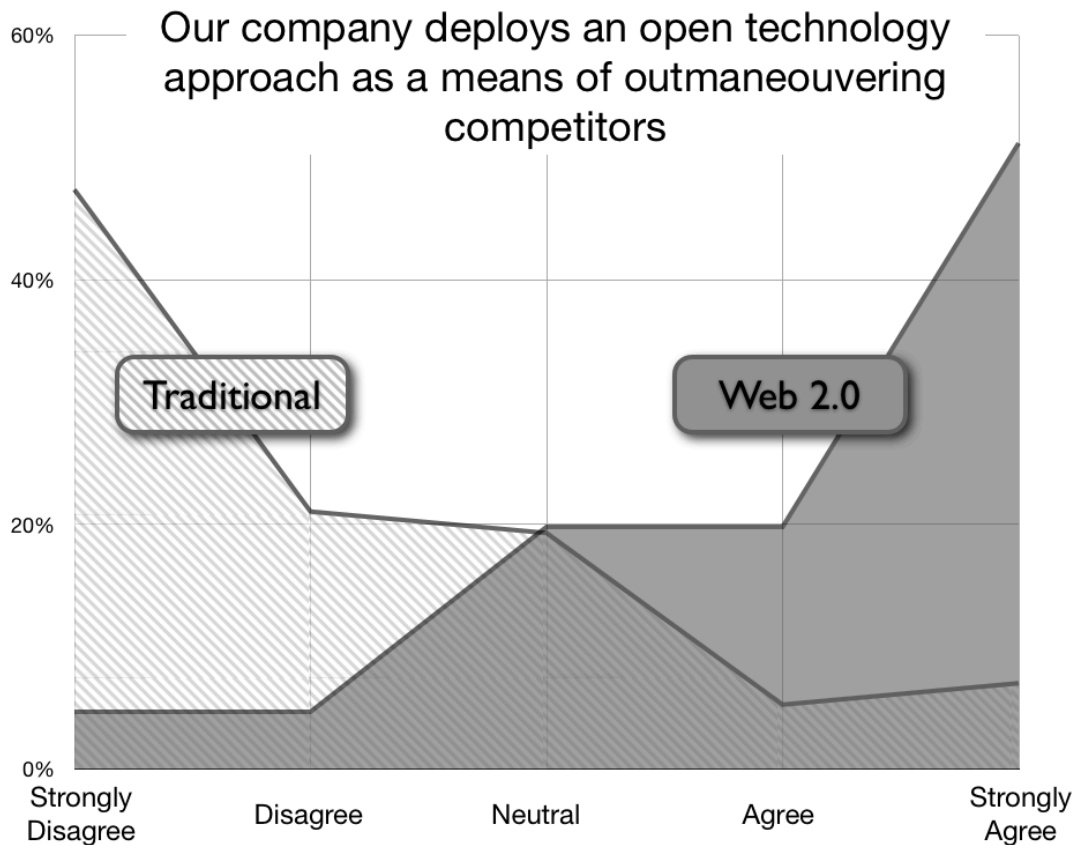 Our company deploys an open technology
approach as a means of outmaneouvering
competitors
60%
40%
20%
0%
Traditional
Web 2.0
Strongly
Disagree
Disagree
Neutral
Agree
Strongly
Agree